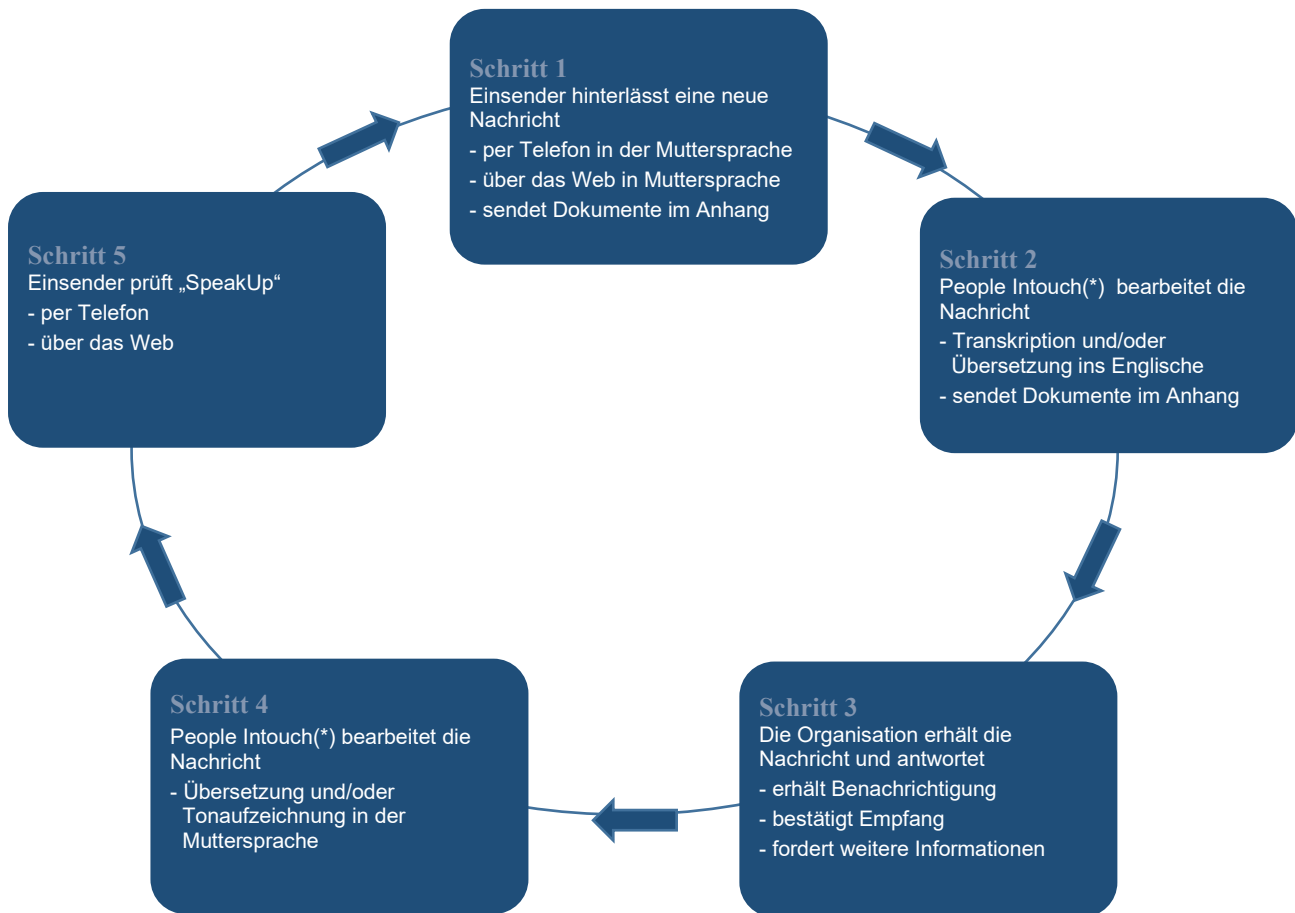 Schritt 1
Einsender hinterlässt eine neue
Nachricht
- per Telefon in der Muttersprache
- über das Web in Muttersprache
- sendet Dokumente im Anhang
Schritt 2
People Intouch(*) bearbeitet die
Nachricht
- Transkription und/oder
Übersetzung ins Englische
- sendet Dokumente im Anhang
Schritt 3
Die Organisation erhält die
Nachricht und antwortet
- erhält Benachrichtigung
- bestätigt Empfang
- fordert weitere Informationen
Schritt 4
People Intouch(*) bearbeitet die
Nachricht
- Übersetzung und/oder
Tonaufzeichnung in der
Muttersprache
Schritt 5
Einsender prüft „SpeakUp“
- per Telefon
- über das Web